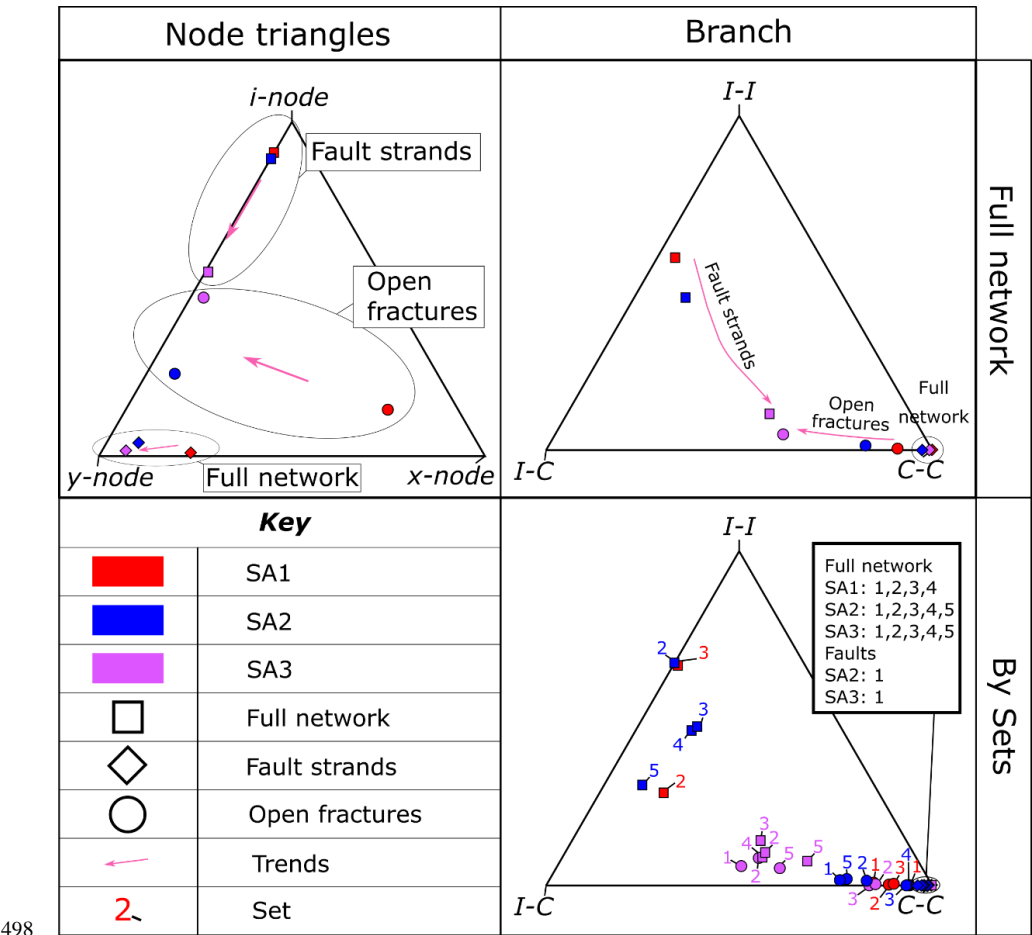 Node triangles
Branch
i-node
Fault strands
Open
fractures
y-node
Full network
x-node
I-I
Fault strands
Open
fractures
Full
network
I-C
C-C
Full network
Key
SA1
SA2
SA3
Full network
Fault strands
Open fractures
Trends
2
Set
I-I
Full network
SA1: 1,2,3,4
SA2: 1,2,3,4,5
SA3: 1,2,3,4,5
Faults
SA2: 1
SA3: 1
2 3
3
4
5
2
3
4 2
1 5 5
2
1 5 2 1 2 3 4 1
3 2 3
I-C
C-C
By Sets
498